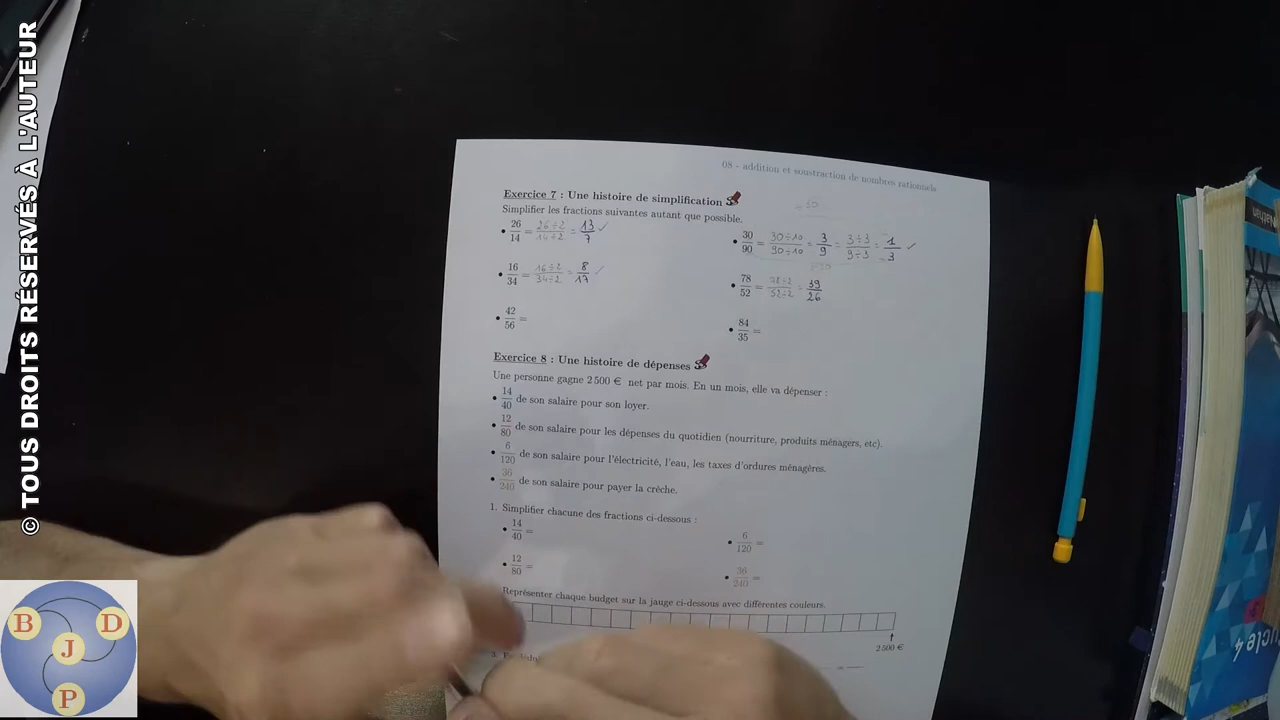 © TOUS DROITS RÉSERVÉS À L'AUTEUR
08 - addition et soustraction de nombres rationnels
Exercice 7 : Une histoire de simplification
Simplifier les fractions suivantes autant que possible.
• 26/14 = 26÷2/14÷2 = 13/7 ✓
• 30/90 = 30÷10/90÷10 = 3/9 = 3÷3/9÷3 = 1/3 ✓
• 16/34 = 16÷2/34÷2 = 8/17 ✓
• 78/52 = 78÷2/52÷2 = 39/26
• 42/56 =
• 84/35 =
Exercice 8 : Une histoire de dépenses
Une personne gagne 2 500 € net par mois. En un mois, elle va dépenser :
• 14/40 de son salaire pour son loyer.
• 12/80 de son salaire pour les dépenses du quotidien (nourriture, produits ménagers, etc).
• 6/120 de son salaire pour l'électricité, l'eau, les taxes d'ordures ménagères.
• 36/240 de son salaire pour payer la crèche.
1. Simplifier chacune des fractions ci-dessous :
• 14/40 =
• 6/120 =
• 12/80 =
• 36/240 =
Représenter chaque budget sur la jauge ci-dessous avec différentes couleurs.
2 500 €
3.
B D
J
P
cycle 4